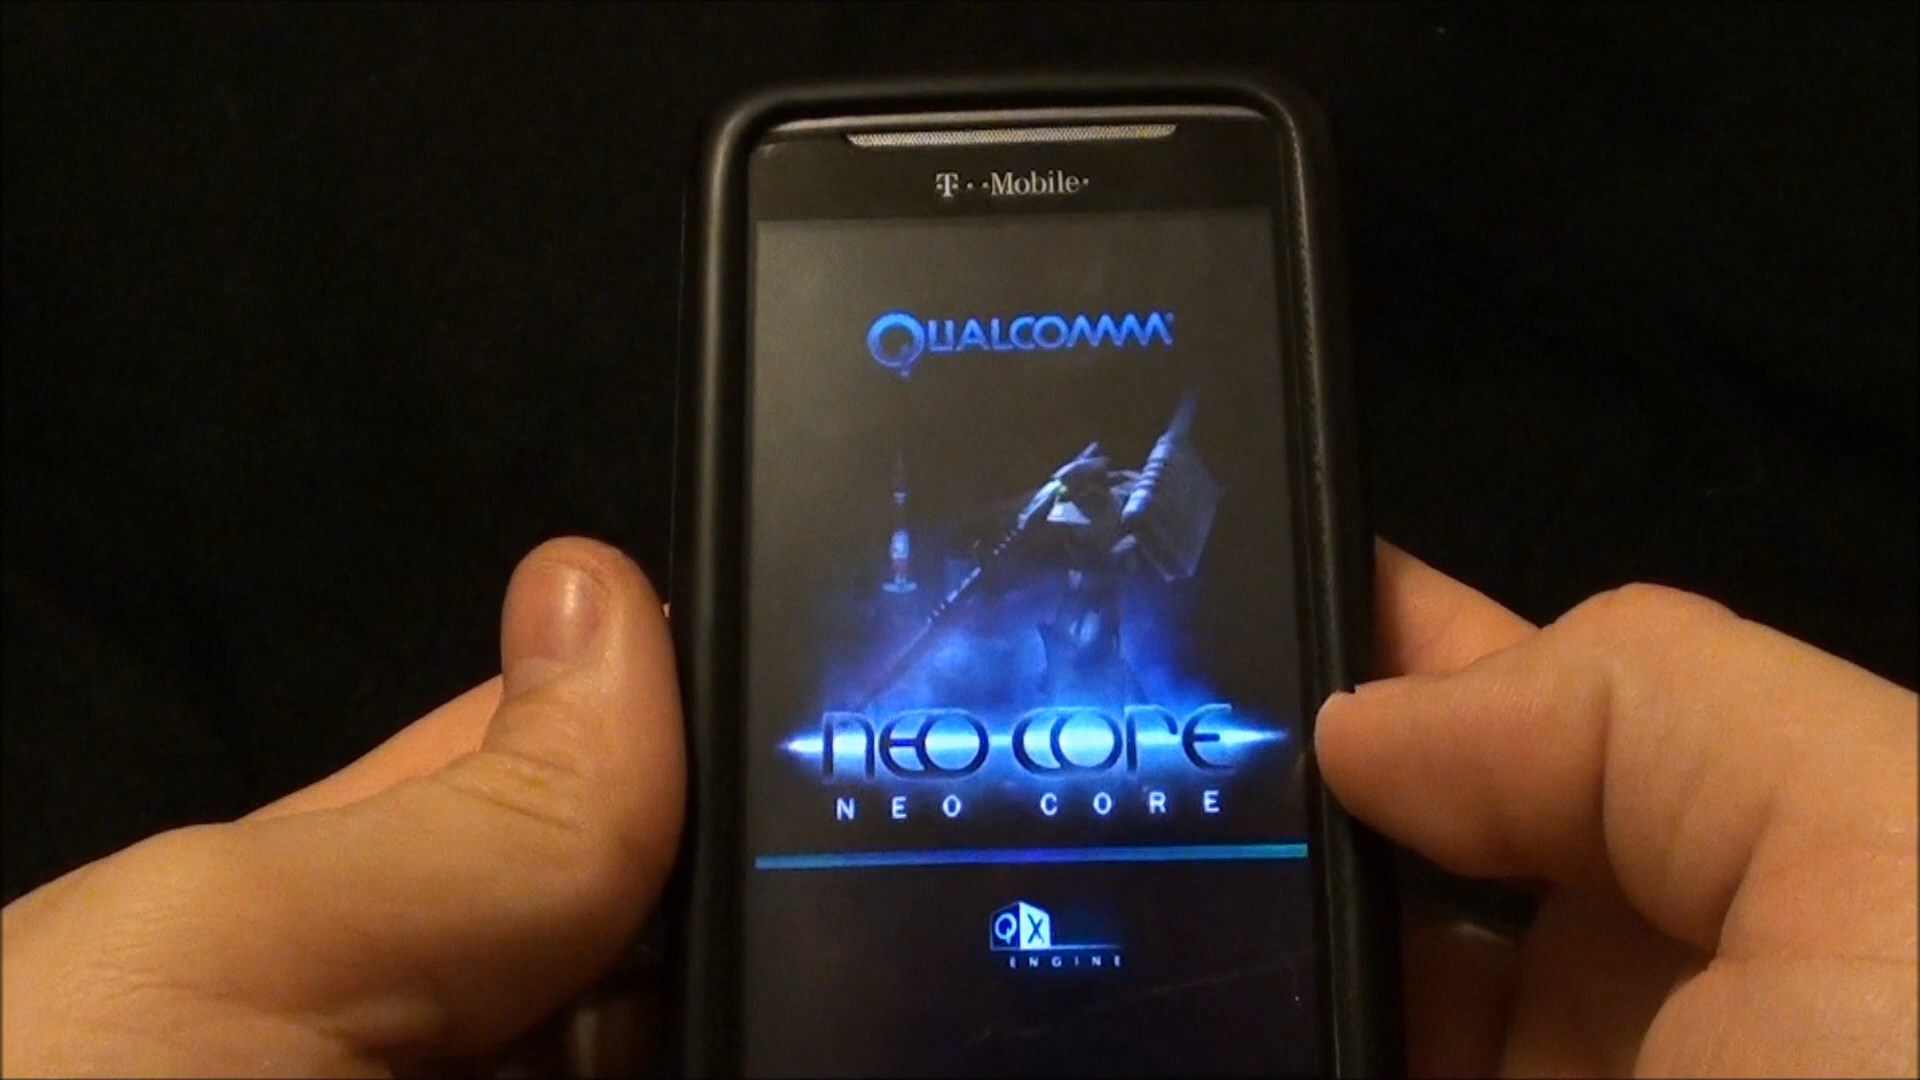 T··Mobile·
QUALCOMM
NEO CORE
NEO CORE
QX
ENGINE